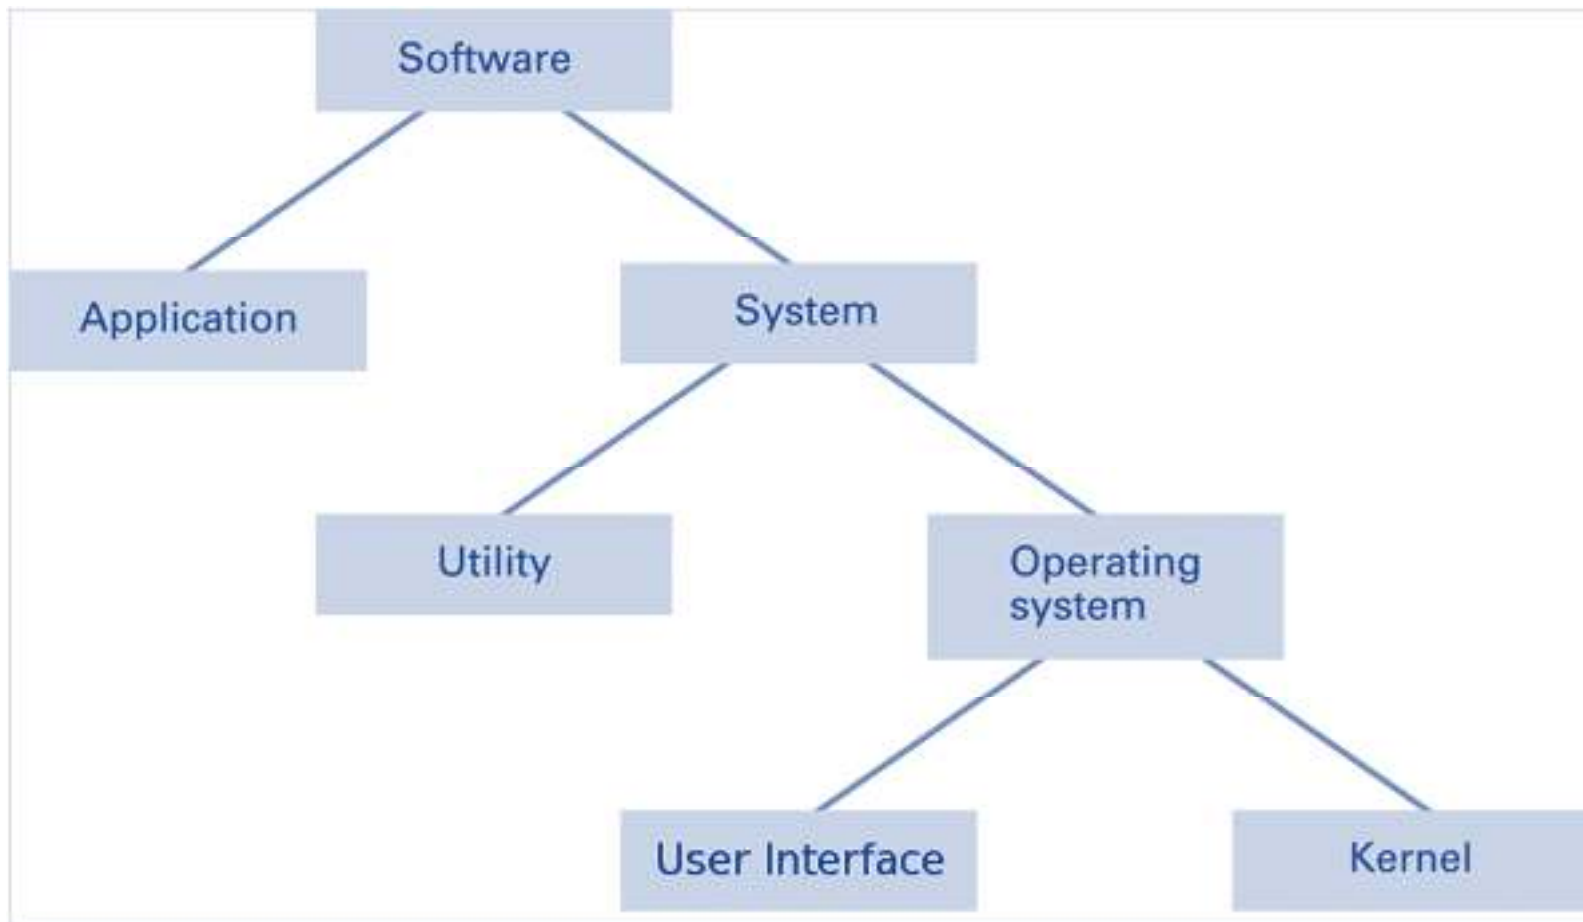 Software
Application
System
Utility
Operating
system
User Interface
Kernel